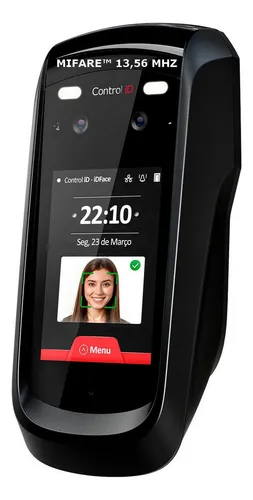 MIFARE™ 13,56 MHZ
Control iD
Control iD - iDFace
22:10
Seg, 23 de Março
Menu